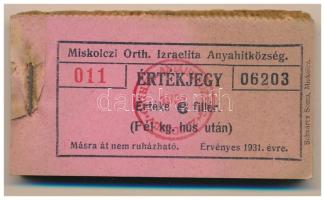 Miskolczi Orth. Izraelita Anyahitközség.
011 ÉRTÉKJEGY 06203
Értéke 6 fillér.
(Fél kg. hús után)
Másra át nem ruházható. Érvényes 1931. évre.